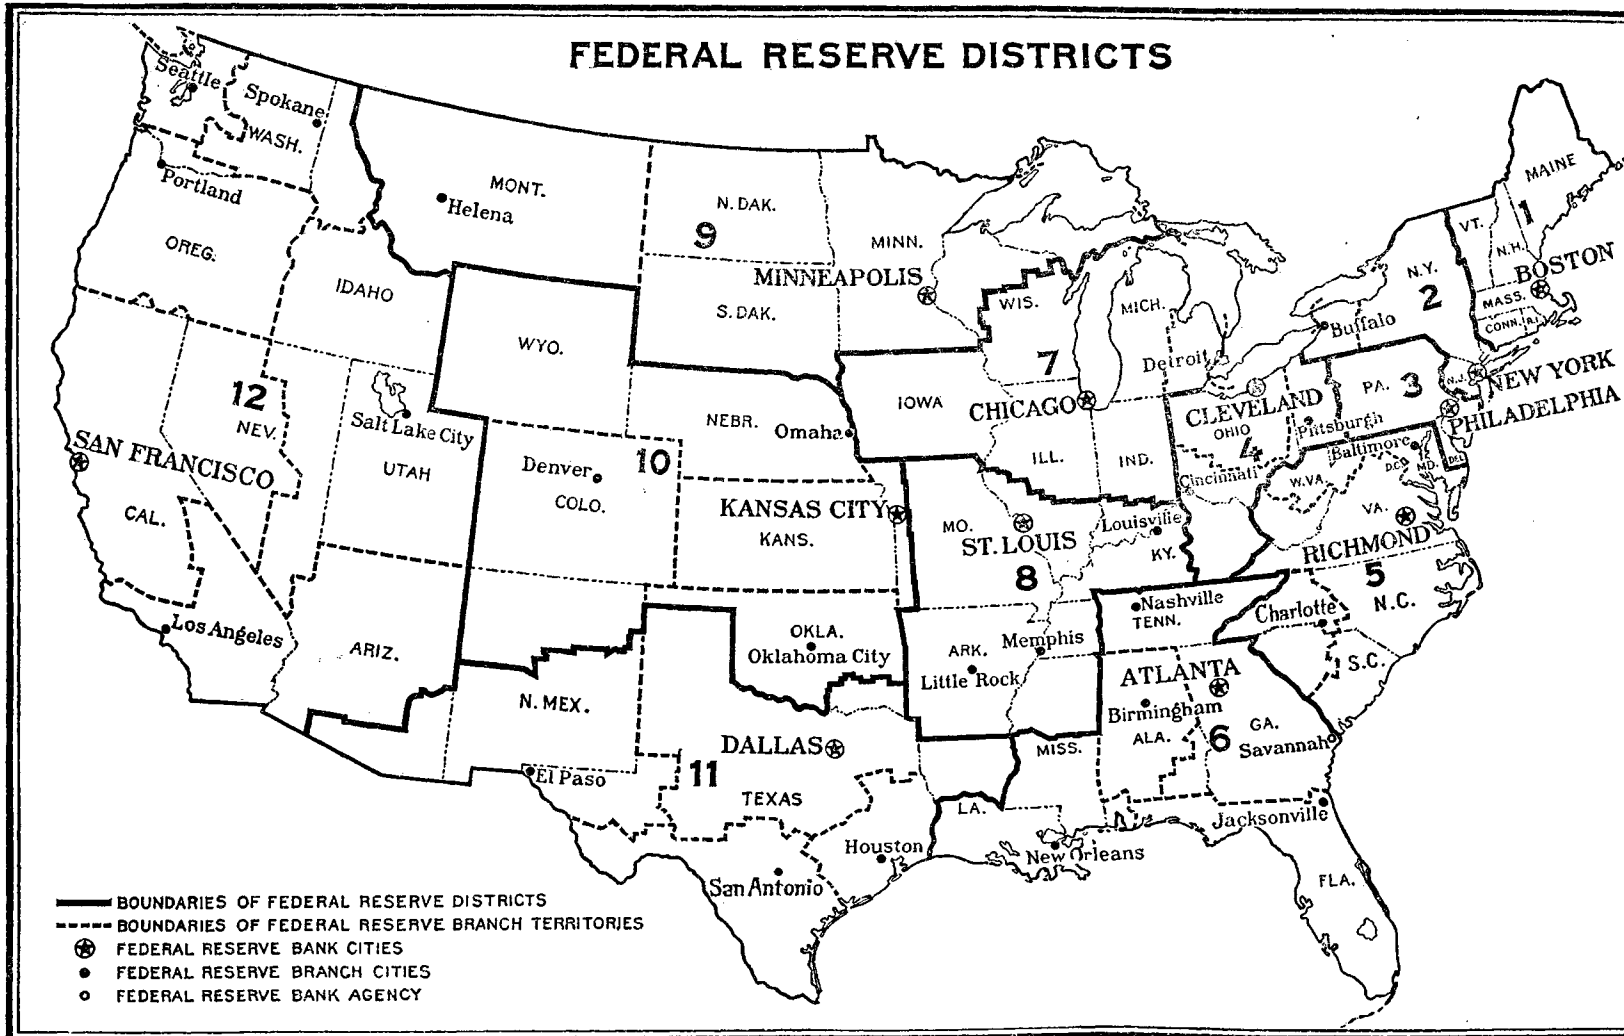 FEDERAL RESERVE DISTRICTS
Seattle
Spokane
WASH.
Portland
OREG.
MONT.
Helena
IDAHO
N. DAK.
9
MINN.
MINNEAPOLIS
S. DAK.
WYO.
WIS.
MICH.
7
Detroit
MAINE
VT.
1
N.H.
BOSTON
MASS.
CONN.
R.I.
N.Y.
2
Buffalo
NEW YORK
N.J.
PA.
3
PHILADELPHIA
12
NEV.
SAN FRANCISCO
CAL.
Salt Lake City
UTAH
Denver
10
COLO.
NEBR.
Omaha
IOWA
CHICAGO
ILL.
IND.
CLEVELAND
OHIO
4
Pittsburgh
Cincinnati
Baltimore
D.C.
MD.
DEL.
W.VA.
VA.
RICHMOND
5
N.C.
KANSAS CITY
KANS.
MO.
ST. LOUIS
8
Louisville
KY.
Los Angeles
ARIZ.
N. MEX.
OKLA.
Oklahoma City
ARK.
Memphis
Little Rock
Nashville
TENN.
Charlotte
S.C.
ATLANTA
Birmingham
ALA.
6
GA.
Savannah
DALLAS
11
El Paso
TEXAS
Houston
San Antonio
MISS.
LA.
New Orleans
Jacksonville
FLA.
BOUNDARIES OF FEDERAL RESERVE DISTRICTS
BOUNDARIES OF FEDERAL RESERVE BRANCH TERRITORIES
FEDERAL RESERVE BANK CITIES
FEDERAL RESERVE BRANCH CITIES
FEDERAL RESERVE BANK AGENCY